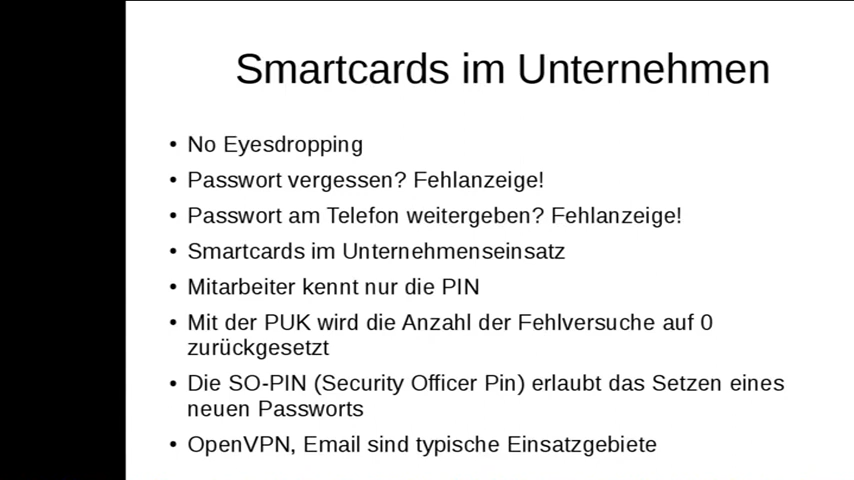 Smartcards im Unternehmen
• No Eyesdropping
• Passwort vergessen? Fehlanzeige!
• Passwort am Telefon weitergeben? Fehlanzeige!
• Smartcards im Unternehmenseinsatz
• Mitarbeiter kennt nur die PIN
• Mit der PUK wird die Anzahl der Fehlversuche auf 0
zurückgesetzt
• Die SO-PIN (Security Officer Pin) erlaubt das Setzen eines
neuen Passworts
• OpenVPN, Email sind typische Einsatzgebiete